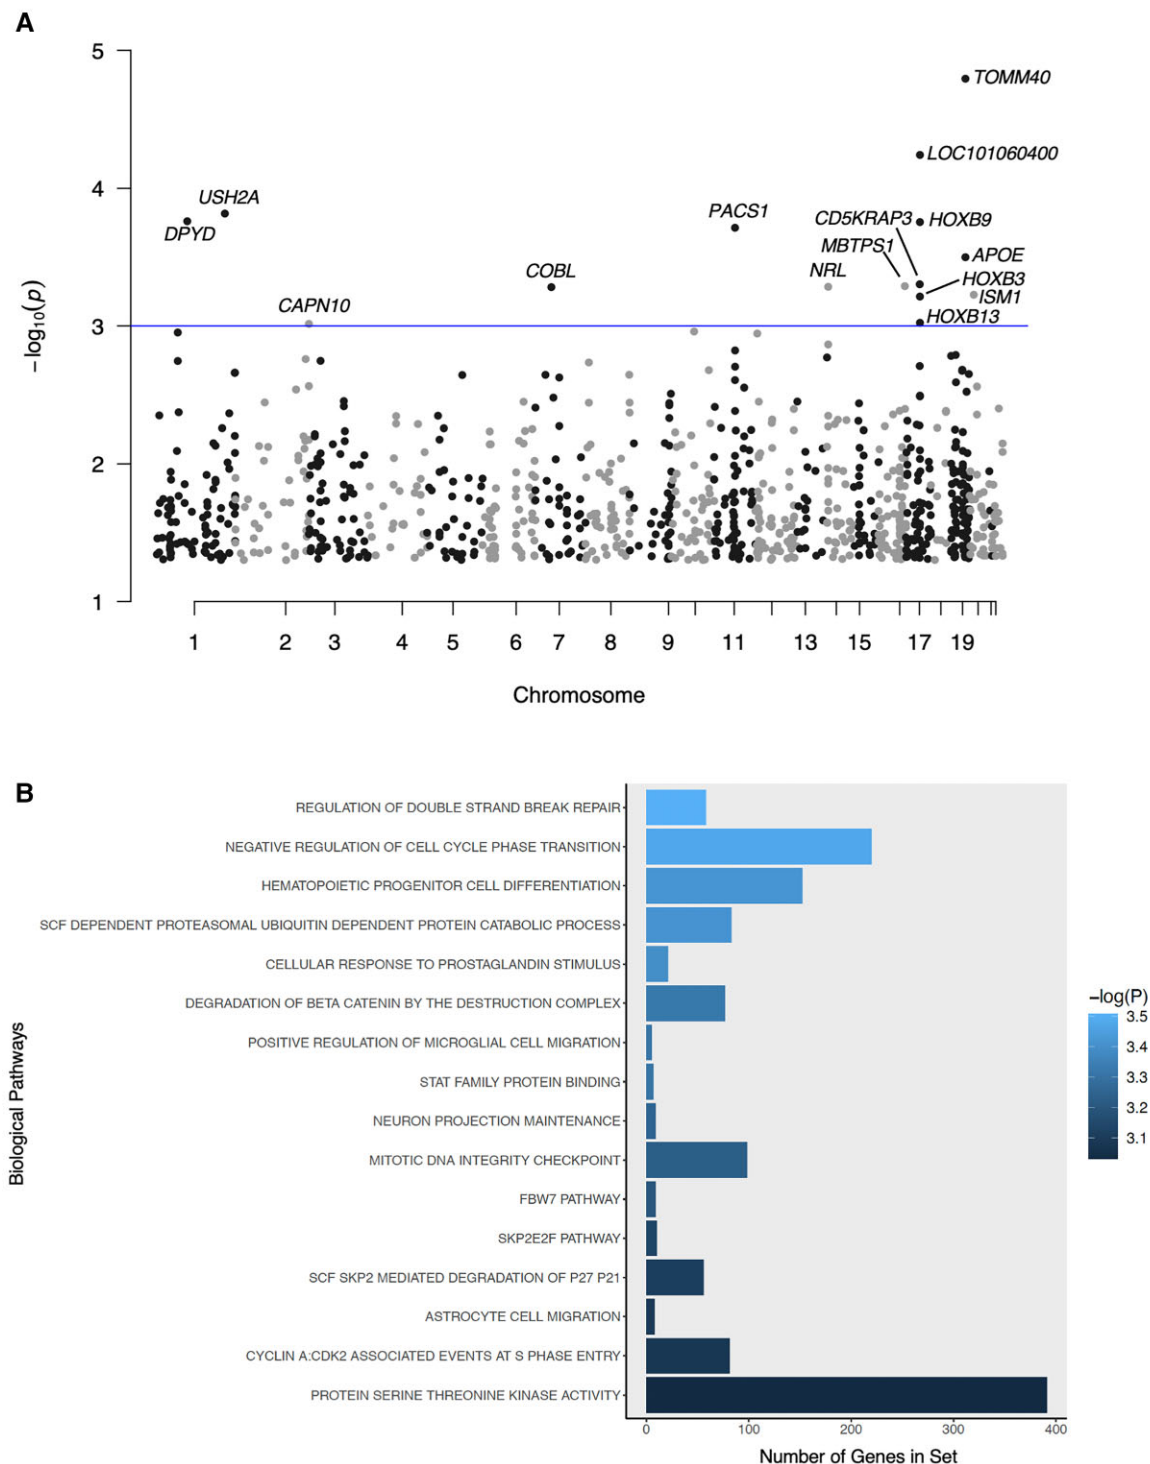 A
5
TOMM40
LOC101060400
4
USH2A
DPYD
PACS1
CD5KRAP3
HOXB9
MBTPS1
APOE
COBL
NRL
HOXB3
ISM1
CAPN10
HOXB13
3
−log10(p)
2
1
1 2 3 4 5 6 7 8 9 11 13 15 17 19
Chromosome
B
REGULATION OF DOUBLE STRAND BREAK REPAIR
NEGATIVE REGULATION OF CELL CYCLE PHASE TRANSITION
HEMATOPOIETIC PROGENITOR CELL DIFFERENTIATION
SCF DEPENDENT PROTEASOMAL UBIQUITIN DEPENDENT PROTEIN CATABOLIC PROCESS
CELLULAR RESPONSE TO PROSTAGLANDIN STIMULUS
DEGRADATION OF BETA CATENIN BY THE DESTRUCTION COMPLEX
POSITIVE REGULATION OF MICROGLIAL CELL MIGRATION
STAT FAMILY PROTEIN BINDING
NEURON PROJECTION MAINTENANCE
MITOTIC DNA INTEGRITY CHECKPOINT
FBW7 PATHWAY
SKP2E2F PATHWAY
SCF SKP2 MEDIATED DEGRADATION OF P27 P21
ASTROCYTE CELL MIGRATION
CYCLIN A:CDK2 ASSOCIATED EVENTS AT S PHASE ENTRY
PROTEIN SERINE THREONINE KINASE ACTIVITY
Biological Pathways
0 100 200 300 400
Number of Genes in Set
−log(P)
3.5
3.4
3.3
3.2
3.1